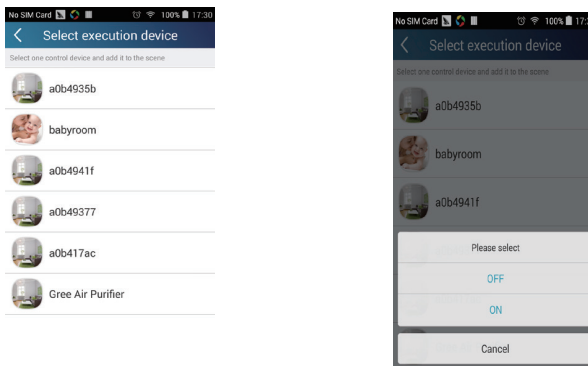 No SIM Card 100% 17:30
Select execution device
Select one control device and add it to the scene
a0b4935b
babyroom
a0b4941f
a0b49377
a0b417ac
Gree Air Purifier
No SIM Card 100% 17:3
Select execution device
Select one control device and add it to the scene
a0b4935b
babyroom
a0b4941f
Please select
OFF
ON
Cancel